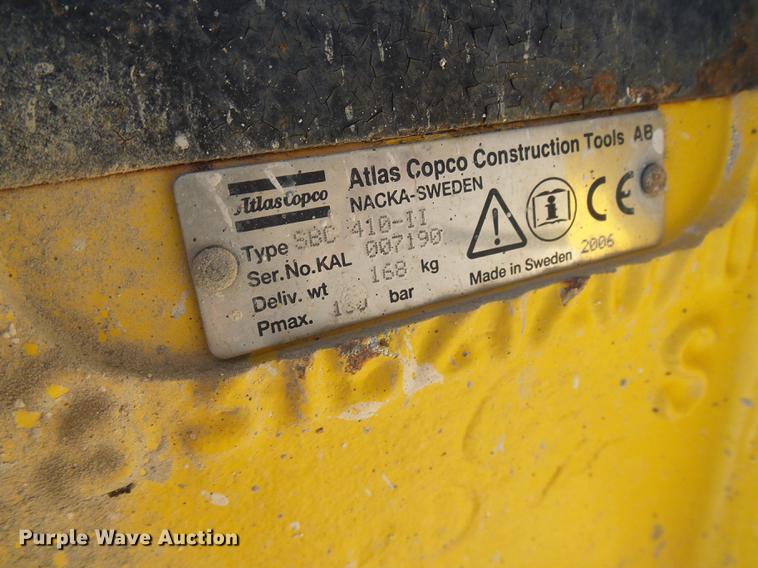 Atlas Copco
Atlas Copco Construction Tools AB
NACKA-SWEDEN
Type SBC 410-II
Ser.No.KAL 007190
Deliv. wt 168 kg
Pmax. bar
CE
Made in Sweden 2006
Purple Wave Auction